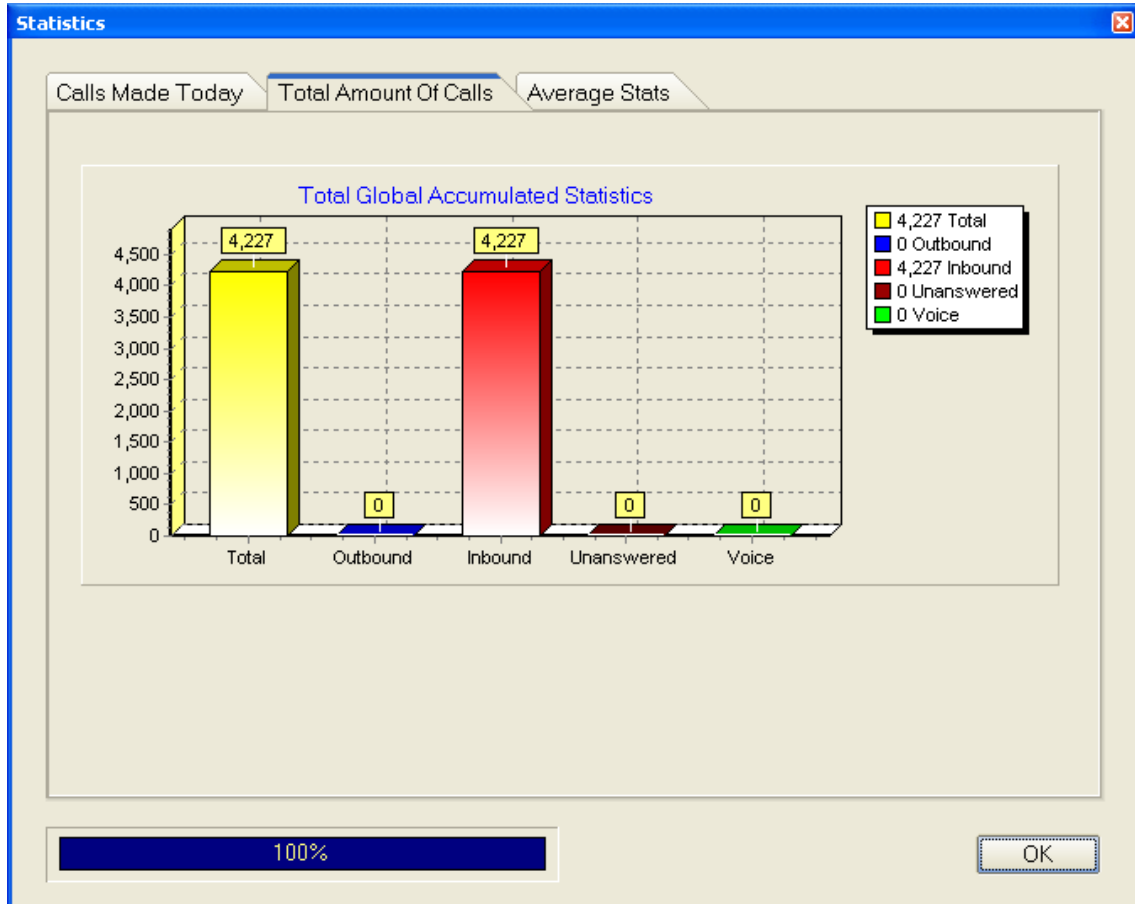 Statistics
Calls Made Today
Total Amount Of Calls
Average Stats
Total Global Accumulated Statistics
4,227
4,227
0
0
0
4,500
4,000
3,500
3,000
2,500
2,000
1,500
1,000
500
0
Total
Outbound
Inbound
Unanswered
Voice
4,227 Total
0 Outbound
4,227 Inbound
0 Unanswered
0 Voice
100%
OK